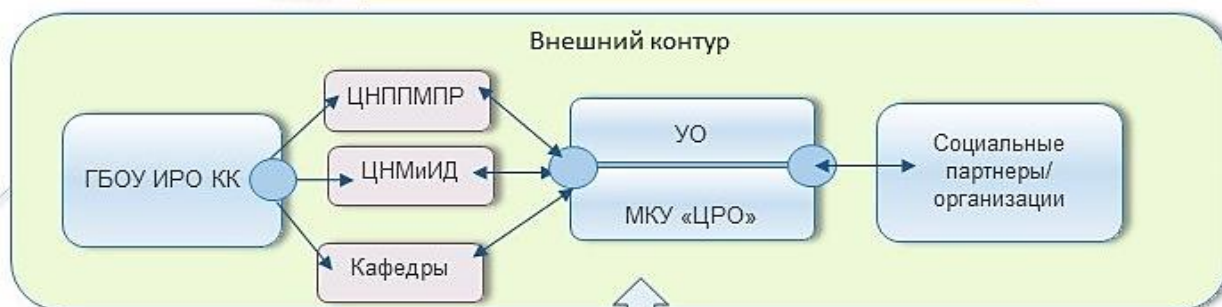 Внешний контур
ЦНППМПР
ГБОУ ИРО КК
ЦНМиИД
Кафедры
УО
МКУ «ЦРО»
Социальные
партнеры/
организации